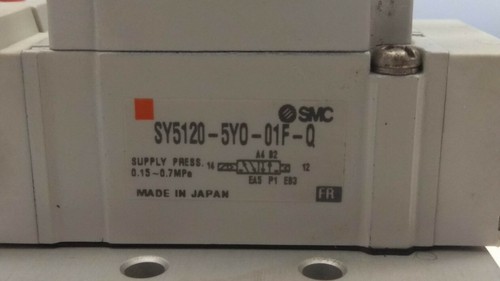 SMC
SY5120-5YO-01F-Q
A4 B2
SUPPLY PRESS. 14 12
0.15-0.7MPa
EA5 P1 EB3
MADE IN JAPAN FR